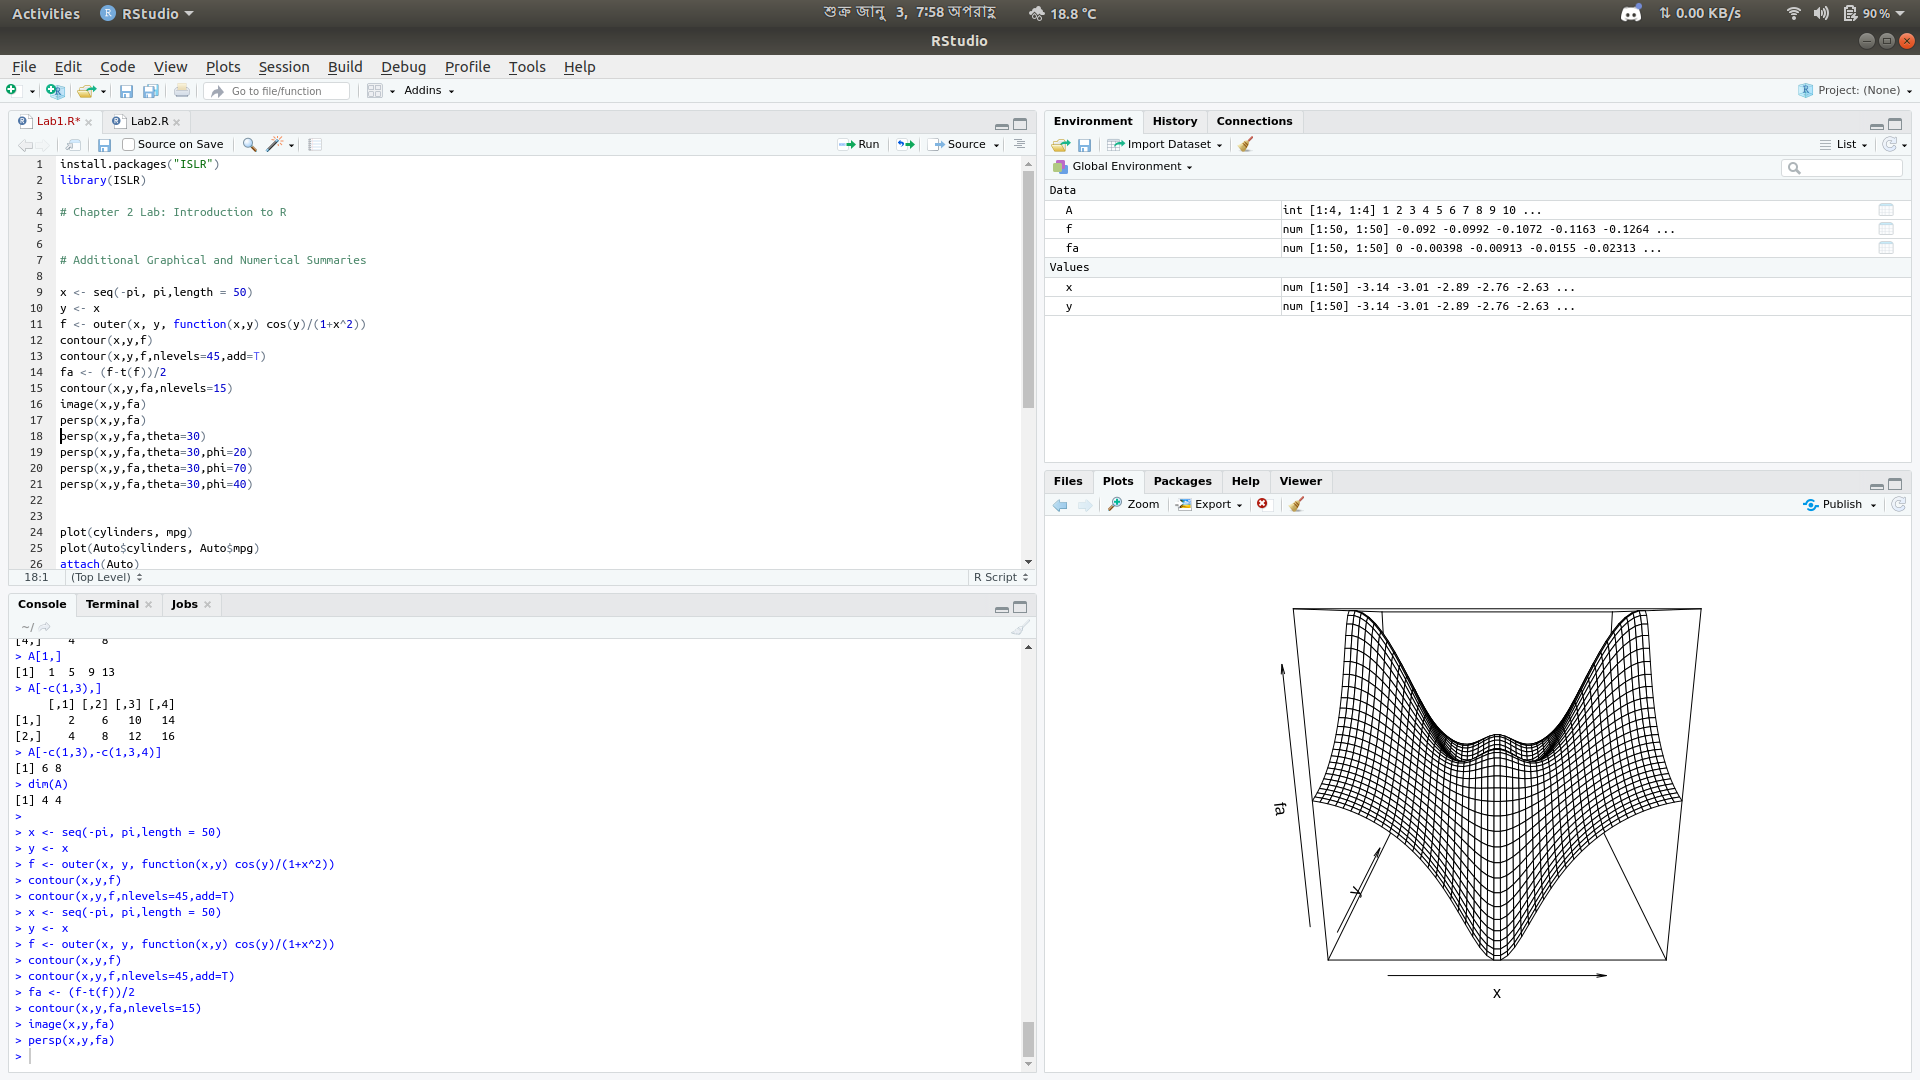 Activities RStudio শুক্র জানু 3, 7:58 অপরাহ্ণ 18.8 °C 0.00 KB/s 90 %
RStudio
File Edit Code View Plots Session Build Debug Profile Tools Help
Go to file/function Addins Project: (None)
Lab1.R* Lab2.R
Source on Save Run Source
1 install.packages("ISLR")
2 library(ISLR)
3
4 # Chapter 2 Lab: Introduction to R
5
6
7 # Additional Graphical and Numerical Summaries
8
9 x <- seq(-pi, pi,length = 50)
10 y <- x
11 f <- outer(x, y, function(x,y) cos(y)/(1+x^2))
12 contour(x,y,f)
13 contour(x,y,f,nlevels=45,add=T)
14 fa <- (f-t(f))/2
15 contour(x,y,fa,nlevels=15)
16 image(x,y,fa)
17 persp(x,y,fa)
18 persp(x,y,fa,theta=30)
19 persp(x,y,fa,theta=30,phi=20)
20 persp(x,y,fa,theta=30,phi=70)
21 persp(x,y,fa,theta=30,phi=40)
22
23
24 plot(cylinders, mpg)
25 plot(Auto$cylinders, Auto$mpg)
26 attach(Auto)
18:1 (Top Level) R Script
Console Terminal Jobs
~/
[4,] 4 8
> A[1,]
[1] 1 5 9 13
> A[-c(1,3),]
[,1] [,2] [,3] [,4]
[1,] 2 6 10 14
[2,] 4 8 12 16
> A[-c(1,3),-c(1,3,4)]
[1] 6 8
> dim(A)
[1] 4 4
>
> x <- seq(-pi, pi,length = 50)
> y <- x
> f <- outer(x, y, function(x,y) cos(y)/(1+x^2))
> contour(x,y,f)
> contour(x,y,f,nlevels=45,add=T)
> x <- seq(-pi, pi,length = 50)
> y <- x
> f <- outer(x, y, function(x,y) cos(y)/(1+x^2))
> contour(x,y,f)
> contour(x,y,f,nlevels=45,add=T)
> fa <- (f-t(f))/2
> contour(x,y,fa,nlevels=15)
> image(x,y,fa)
> persp(x,y,fa)
>
Environment History Connections
Import Dataset List
Global Environment
Data
A int [1:4, 1:4] 1 2 3 4 5 6 7 8 9 10 ...
f num [1:50, 1:50] -0.092 -0.0992 -0.1072 -0.1163 -0.1264 ...
fa num [1:50, 1:50] 0 -0.00398 -0.00913 -0.0155 -0.02313 ...
Values
x num [1:50] -3.14 -3.01 -2.89 -2.76 -2.63 ...
y num [1:50] -3.14 -3.01 -2.89 -2.76 -2.63 ...
Files Plots Packages Help Viewer
Zoom Export Publish
fa
Y
x